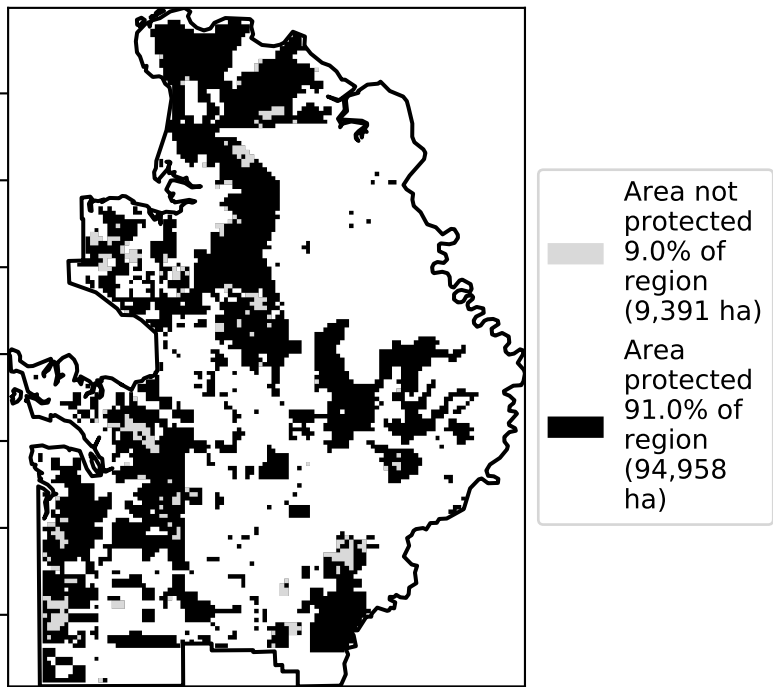 Area not
protected
9.0% of
region
(9,391 ha)
Area
protected
91.0% of
region
(94,958
ha)